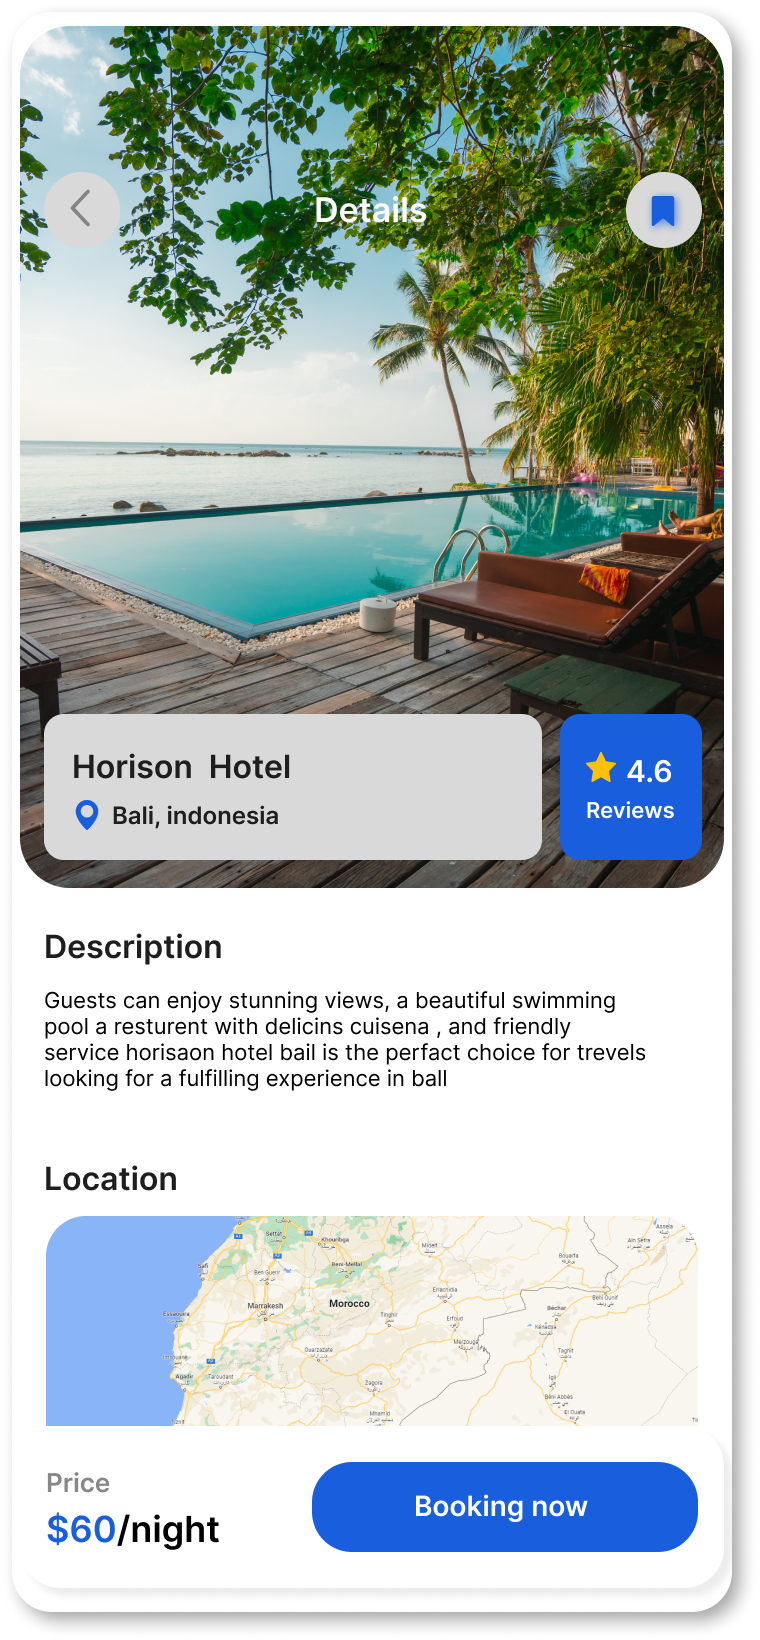 Details
Horison Hotel
Bali, indonesia
4.6
Reviews
Description
Guests can enjoy stunning views, a beautiful swimming
pool a resturent with delicins cuisena , and friendly
service horisaon hotel bail is the perfact choice for trevels
looking for a fulfilling experience in ball
Location
Settat
Khouribga
Midelt
Ain Sefra
Safi
Ben Guerir
Beni-Mellal
Bouarfa
Errachidia
Beni Ounif
Essaouira
Marrakesh
Morocco
Tinghir
Erfoud
Béchar
Kénadsa
Imsouane
Ouarzazate
Merzouga
Taghit
Agadir
Taroudant
Zagora
Igli
Béni Abbès
Tiznit
Mhamid
El Ouata
Price
$60/night
Booking now